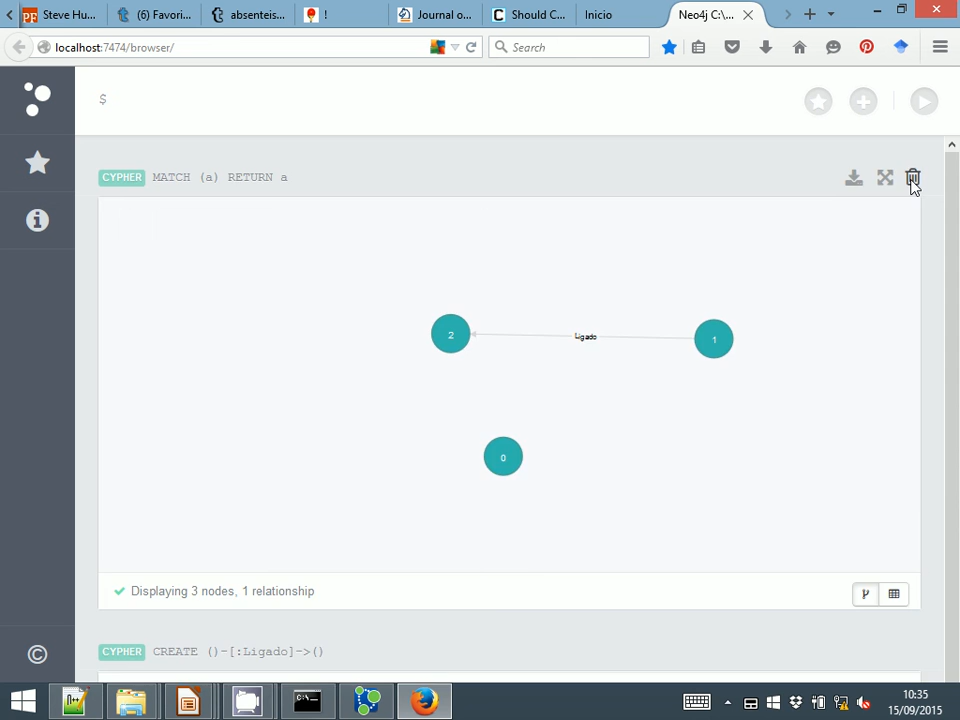 Steve Hu...
(6) Favori...
absenteis...
!
Journal o...
Should C...
Inicio
Neo4j C:\...
localhost:7474/browser/
Search
$
CYPHER MATCH (a) RETURN a
2
Ligado
1
0
Displaying 3 nodes, 1 relationship
CYPHER CREATE ()-[:Ligado]->()
10:35
15/09/2015